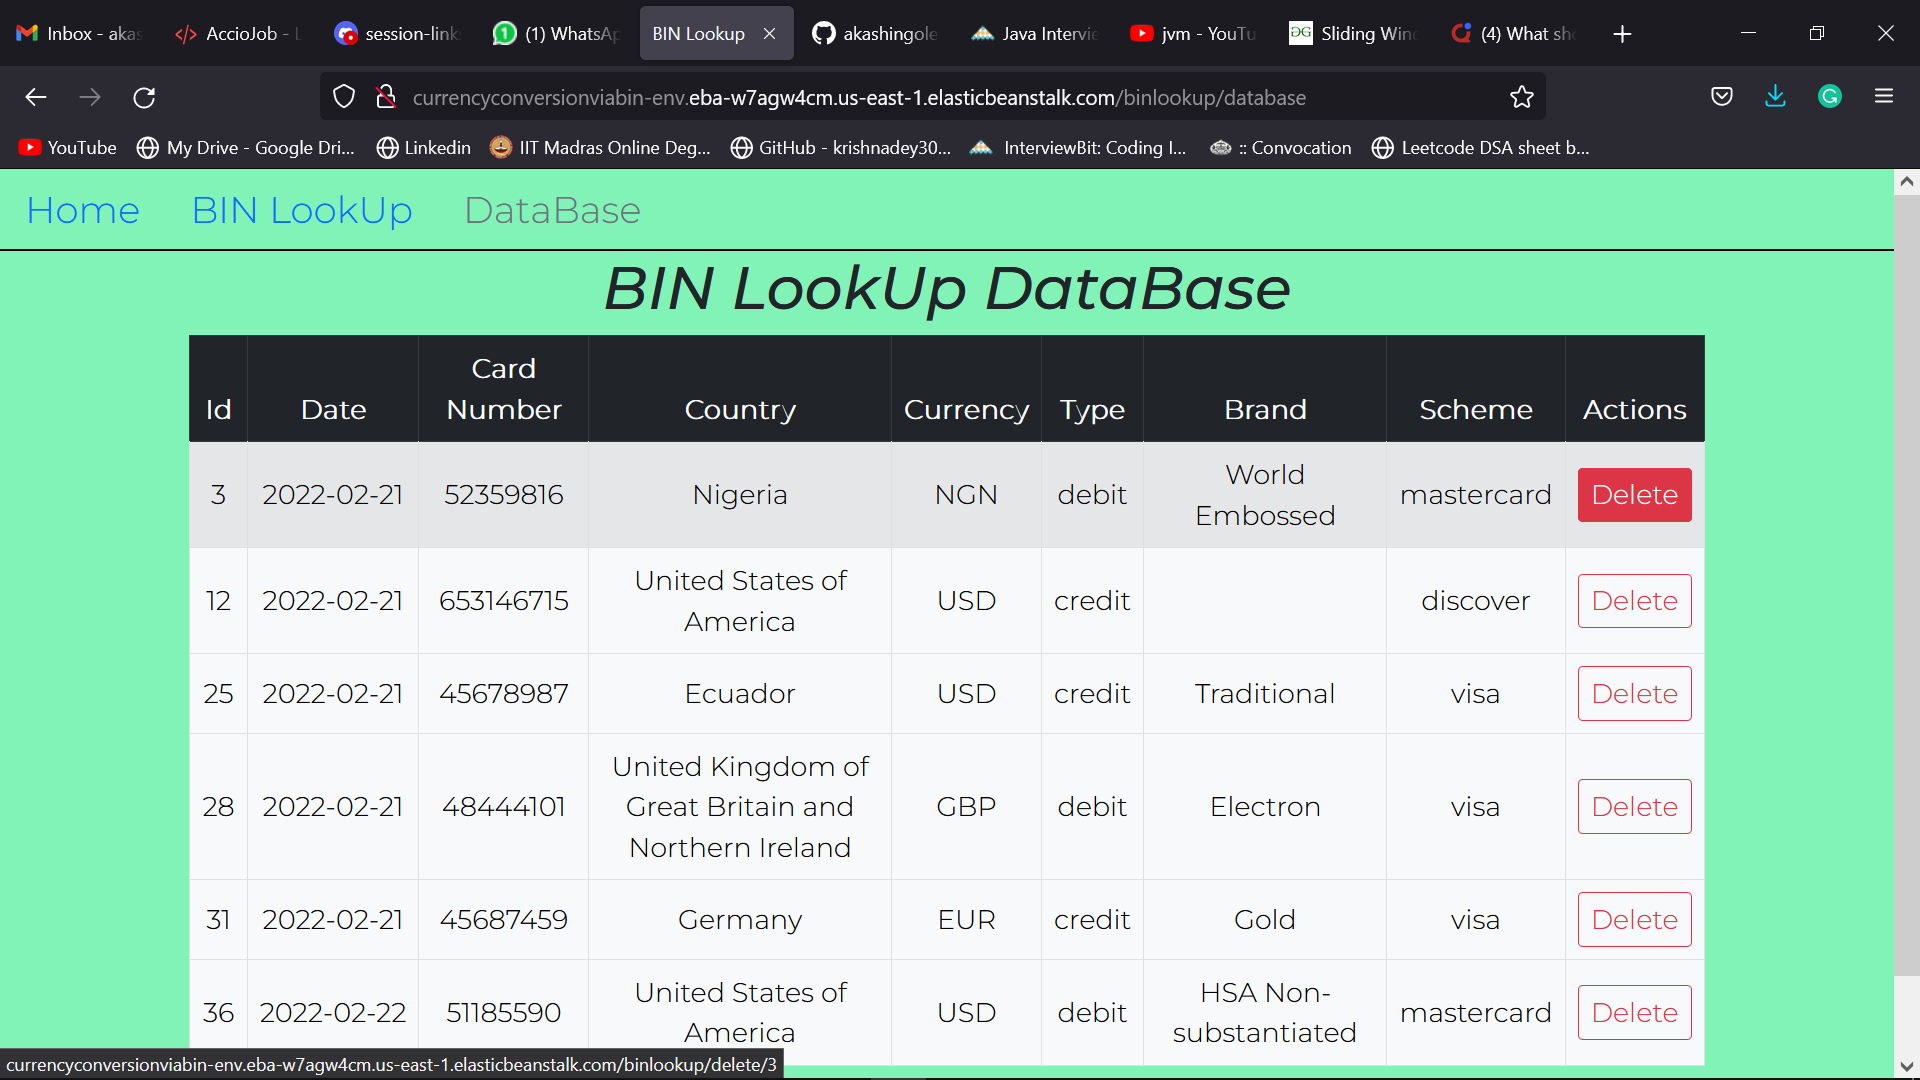 Inbox - akas
AccioJob - L
session-link
(1) WhatsAp
BIN Lookup
akashingole
Java Intervie
jvm - YouTu
Sliding Winc
(4) What sh
currencyconversionviabin-env.eba-w7agw4cm.us-east-1.elasticbeanstalk.com/binlookup/database
YouTube
My Drive - Google Dri...
Linkedin
IIT Madras Online Deg...
GitHub - krishnadey30...
InterviewBit: Coding I...
:: Convocation
Leetcode DSA sheet b...
Home BIN LookUp DataBase
BIN LookUp DataBase
Id Date Card Number Country Currency Type Brand Scheme Actions
3 2022-02-21 52359816 Nigeria NGN debit World Embossed mastercard Delete
12 2022-02-21 653146715 United States of America USD credit discover Delete
25 2022-02-21 45678987 Ecuador USD credit Traditional visa Delete
28 2022-02-21 48444101 United Kingdom of Great Britain and Northern Ireland GBP debit Electron visa Delete
31 2022-02-21 45687459 Germany EUR credit Gold visa Delete
36 2022-02-22 51185590 United States of America USD debit HSA Non-substantiated mastercard Delete
currencyconversionviabin-env.eba-w7agw4cm.us-east-1.elasticbeanstalk.com/binlookup/delete/3